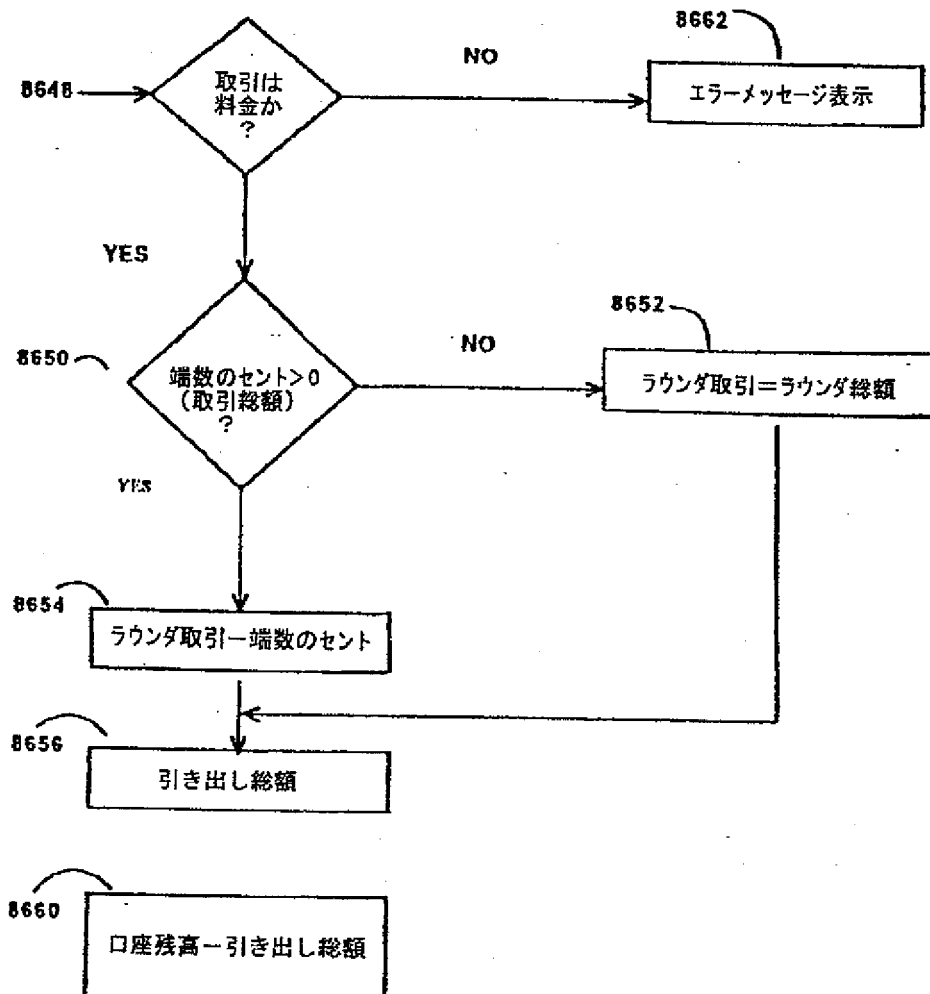 8662
NO
8648
取引は
料金か
?
エラーメッセージ表示
YES
8652
8650
NO
端数のセント>0
(取引総額)
?
ラウンダ取引=ラウンダ総額
YES
8654
ラウンダ取引ー端数のセント
8656
引き出し総額
8660
口座残高ー引き出し総額